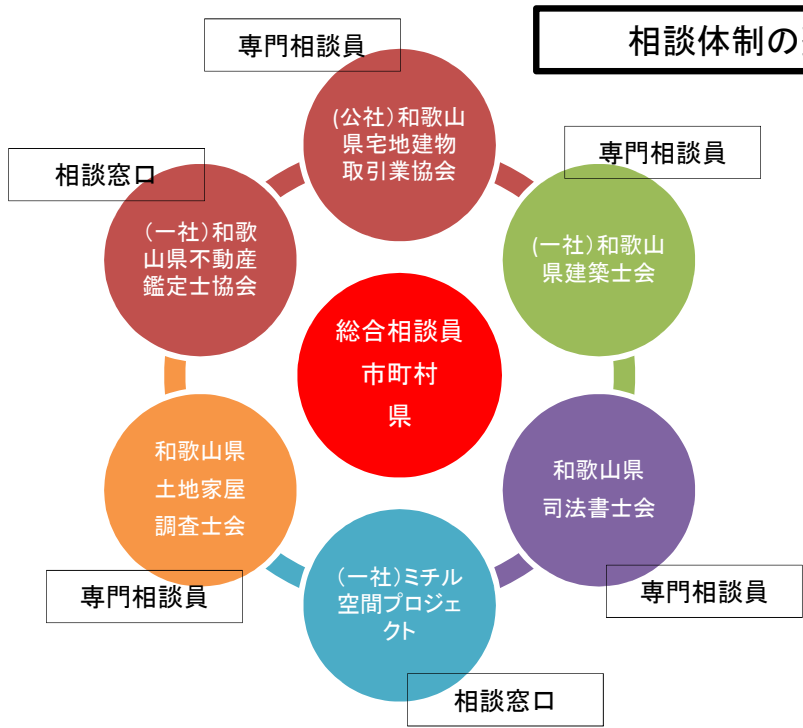 相談体制の
専門相談員
(公社)和歌山
県宅地建物
取引業協会
専門相談員
(一社)和歌山
県建築士会
相談窓口
(一社)和歌
山県不動産
鑑定士協会
総合相談員
市町村
県
和歌山県
土地家屋
調査士会
専門相談員
和歌山県
司法書士会
専門相談員
(一社)ミチル
空間プロジェ
クト
相談窓口